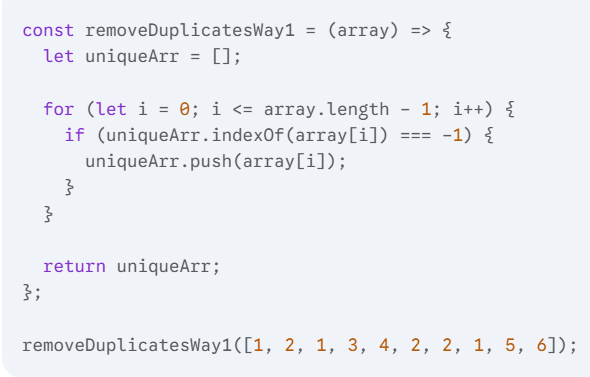 const removeDuplicatesWay1 = (array) => {
  let uniqueArr = [];

  for (let i = 0; i <= array.length - 1; i++) {
    if (uniqueArr.indexOf(array[i]) === -1) {
      uniqueArr.push(array[i]);
    }
  }

  return uniqueArr;
};

removeDuplicatesWay1([1, 2, 1, 3, 4, 2, 2, 1, 5, 6]);